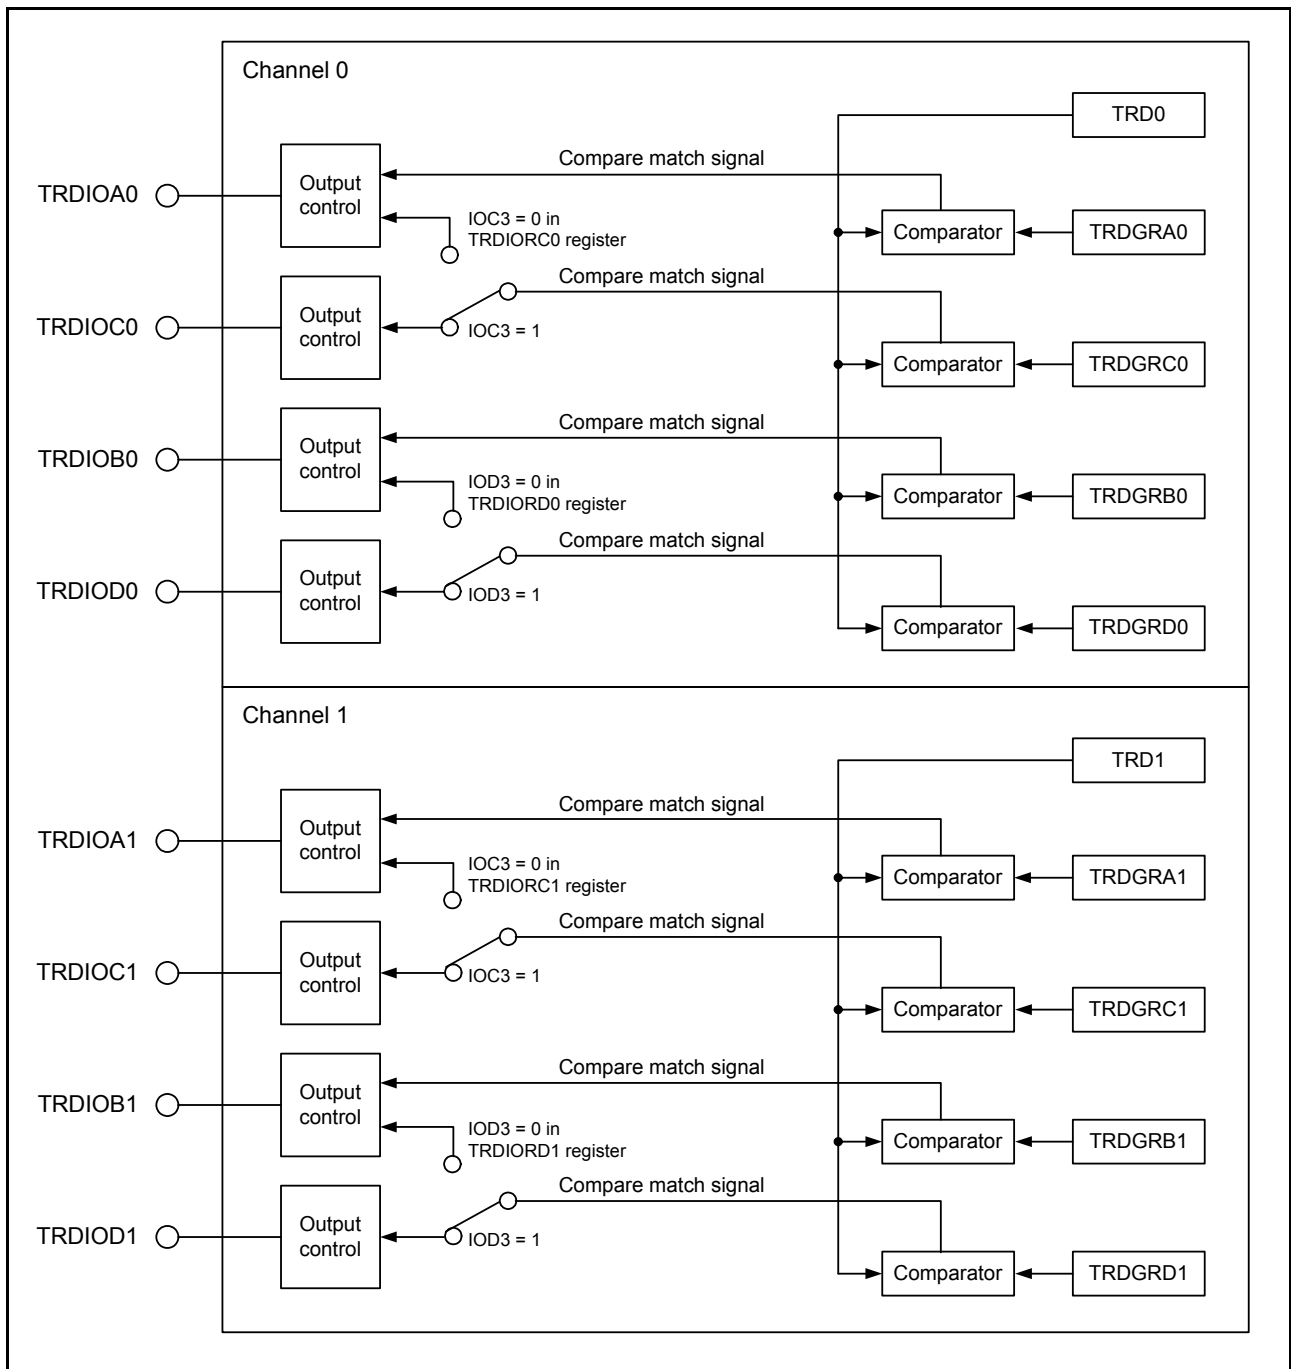 Channel 0
TRD0
Compare match signal
TRDIOA0
Output
control
IOC3 = 0 in
TRDIORC0 register
Comparator
TRDGRA0
Compare match signal
TRDIOC0
Output
control
IOC3 = 1
Comparator
TRDGRC0
Compare match signal
TRDIOB0
Output
control
IOD3 = 0 in
TRDIORD0 register
Comparator
TRDGRB0
Compare match signal
TRDIOD0
Output
control
IOD3 = 1
Comparator
TRDGRD0
Channel 1
TRD1
Compare match signal
TRDIOA1
Output
control
IOC3 = 0 in
TRDIORC1 register
Comparator
TRDGRA1
Compare match signal
TRDIOC1
Output
control
IOC3 = 1
Comparator
TRDGRC1
Compare match signal
TRDIOB1
Output
control
IOD3 = 0 in
TRDIORD1 register
Comparator
TRDGRB1
Compare match signal
TRDIOD1
Output
control
IOD3 = 1
Comparator
TRDGRD1